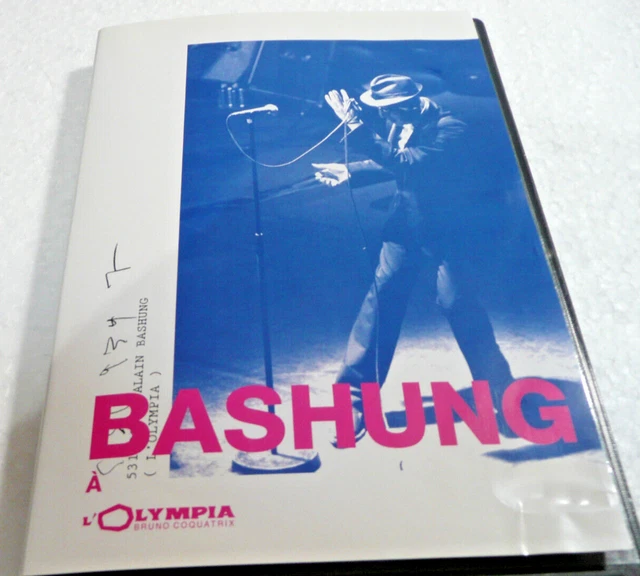 BASHUNG
À
L'OLYMPIA
BRUNO COQUATRIX
ALAIN BASHUNG
( L'OLYMPIA )